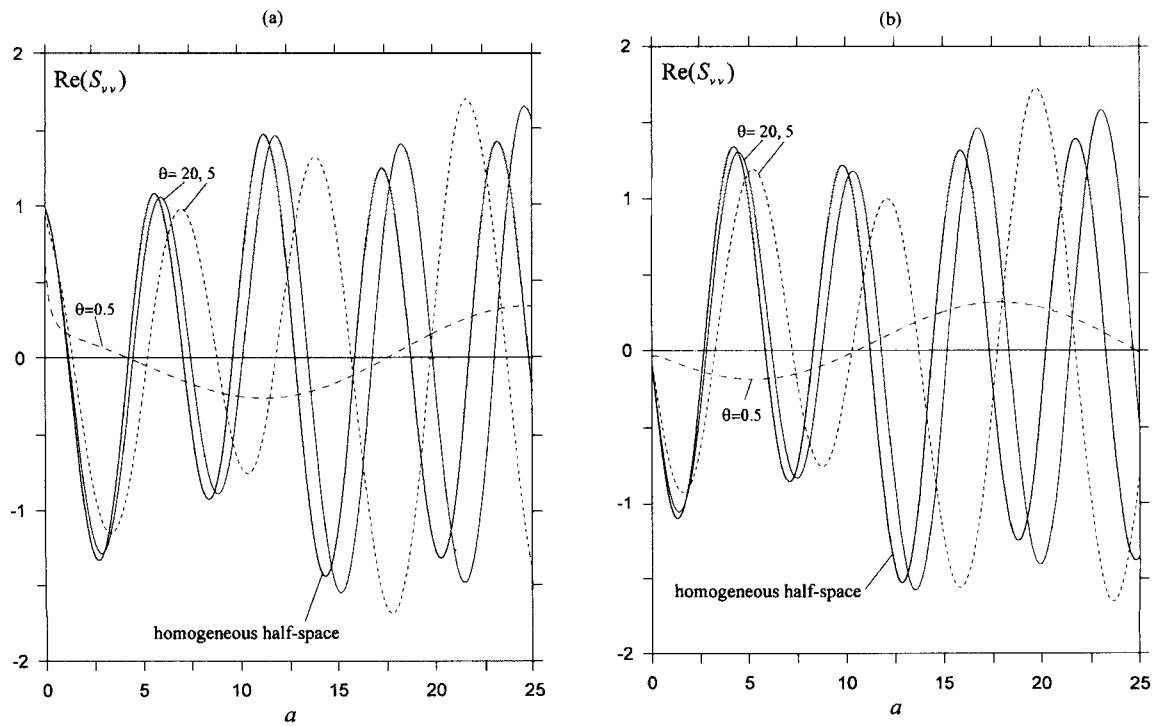 (a)
2
Re(S_vv)
θ= 20, 5
1
θ=0.5
0
-1
homogeneous half-space
-2
0 5 10 15 20 25
a
(b)
2
Re(S_vv)
θ= 20, 5
1
0
θ=0.5
-1
homogeneous half-space
-2
0 5 10 15 20 25
a